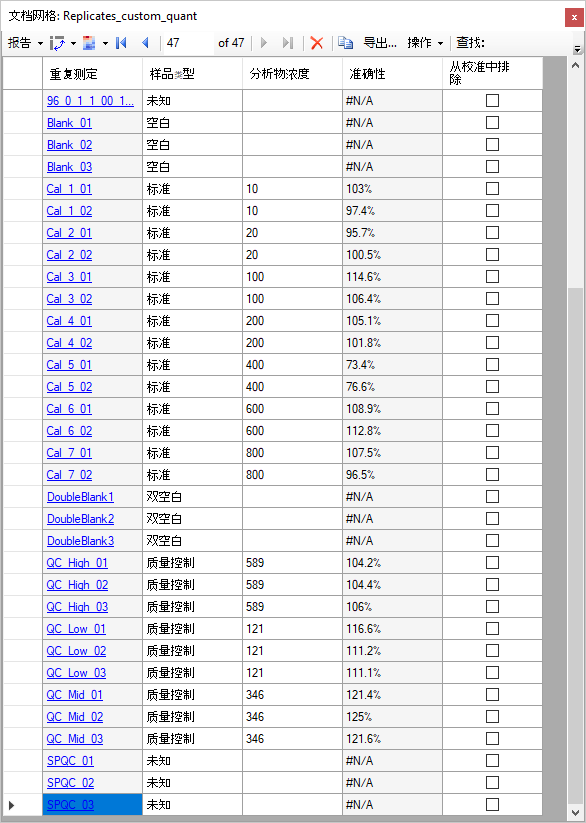 文档网格: Replicates_custom_quant
报告 47 of 47 导出... 操作 查找:
重复测定 样品类型 分析物浓度 准确性 从校准中排除
96_0_1_1_00_1... 未知 #N/A
Blank_01 空白 #N/A
Blank_02 空白 #N/A
Blank_03 空白 #N/A
Cal_1_01 标准 10 103%
Cal_1_02 标准 10 97.4%
Cal_2_01 标准 20 95.7%
Cal_2_02 标准 20 100.5%
Cal_3_01 标准 100 114.6%
Cal_3_02 标准 100 106.4%
Cal_4_01 标准 200 105.1%
Cal_4_02 标准 200 101.8%
Cal_5_01 标准 400 73.4%
Cal_5_02 标准 400 76.6%
Cal_6_01 标准 600 108.9%
Cal_6_02 标准 600 112.8%
Cal_7_01 标准 800 107.5%
Cal_7_02 标准 800 96.5%
DoubleBlank1 双空白 #N/A
DoubleBlank2 双空白 #N/A
DoubleBlank3 双空白 #N/A
QC_High_01 质量控制 589 104.2%
QC_High_02 质量控制 589 104.4%
QC_High_03 质量控制 589 106%
QC_Low_01 质量控制 121 116.6%
QC_Low_02 质量控制 121 111.2%
QC_Low_03 质量控制 121 111.1%
QC_Mid_01 质量控制 346 121.4%
QC_Mid_02 质量控制 346 125%
QC_Mid_03 质量控制 346 121.6%
SPQC_01 未知 #N/A
SPQC_02 未知 #N/A
SPQC_03 未知 #N/A